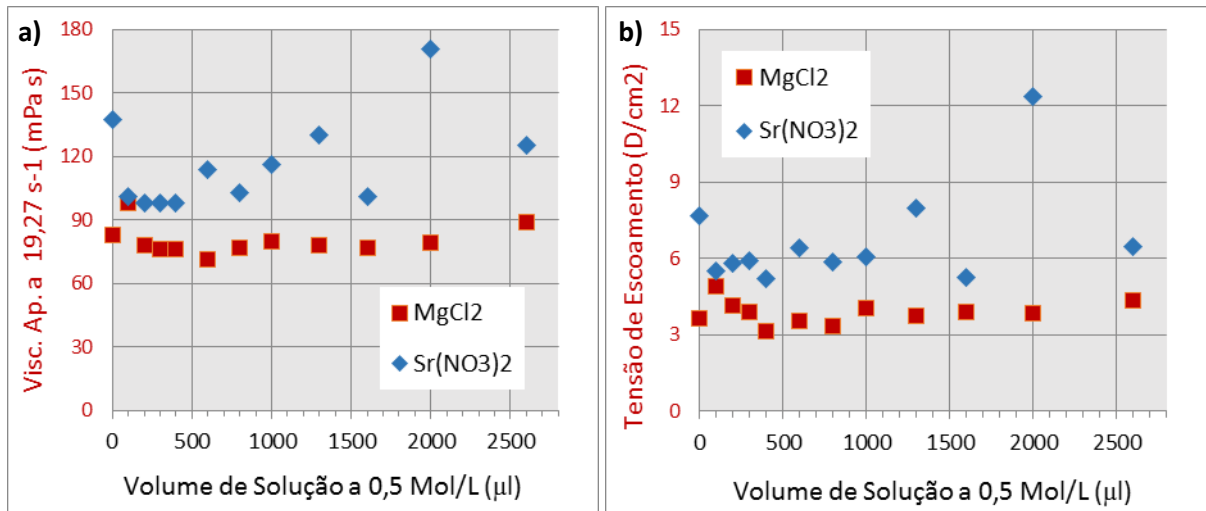 a)
Visc. Ap. a 19,27 s-1 (mPa s)
180
150
120
90
60
30
0
MgCl2
Sr(NO3)2
0 500 1000 1500 2000 2500
Volume de Solução a 0,5 Mol/L (μl)
b)
Tensão de Escoamento (D/cm2)
15
12
9
6
3
0
MgCl2
Sr(NO3)2
0 500 1000 1500 2000 2500
Volume de Solução a 0,5 Mol/L (μl)